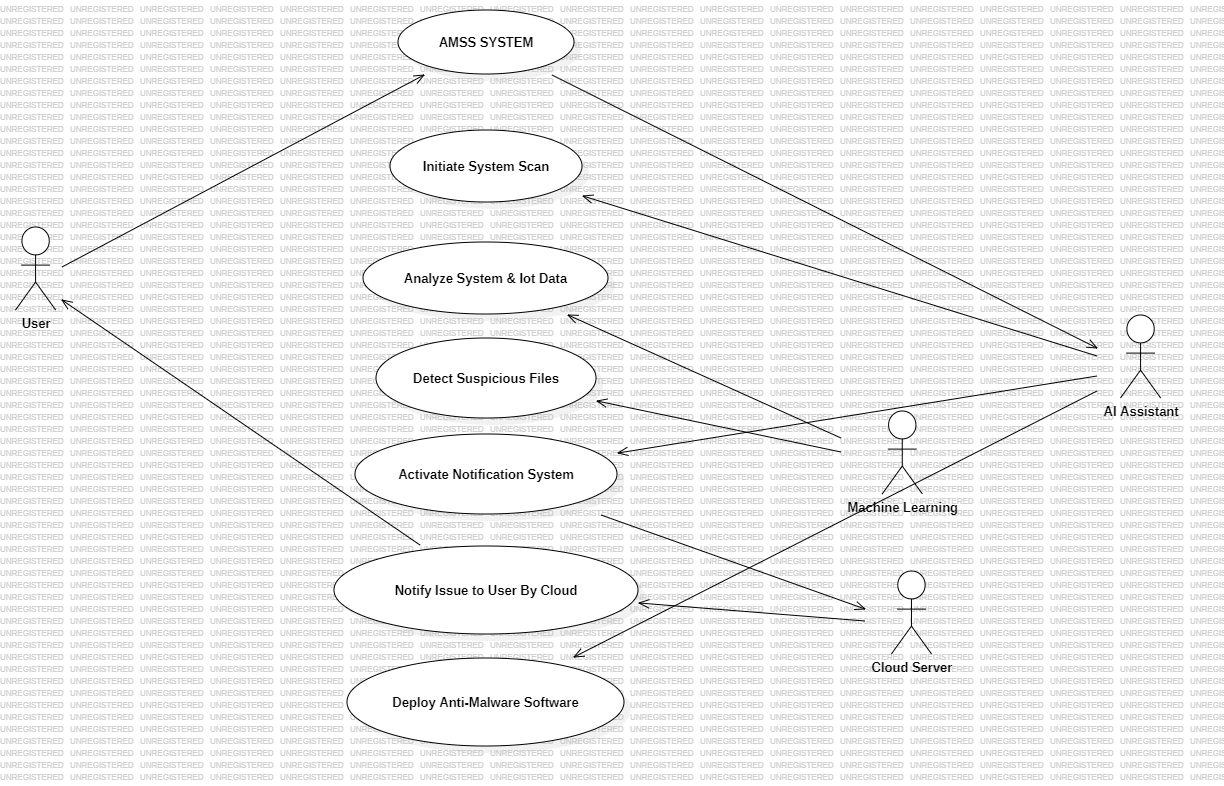 AMSS SYSTEM
Initiate System Scan
Analyze System & Iot Data
User
Detect Suspicious Files
AI Assistant
Activate Notification System
Machine Learning
Notify Issue to User By Cloud
Cloud Server
Deploy Anti-Malware Software
UNREGISTERED